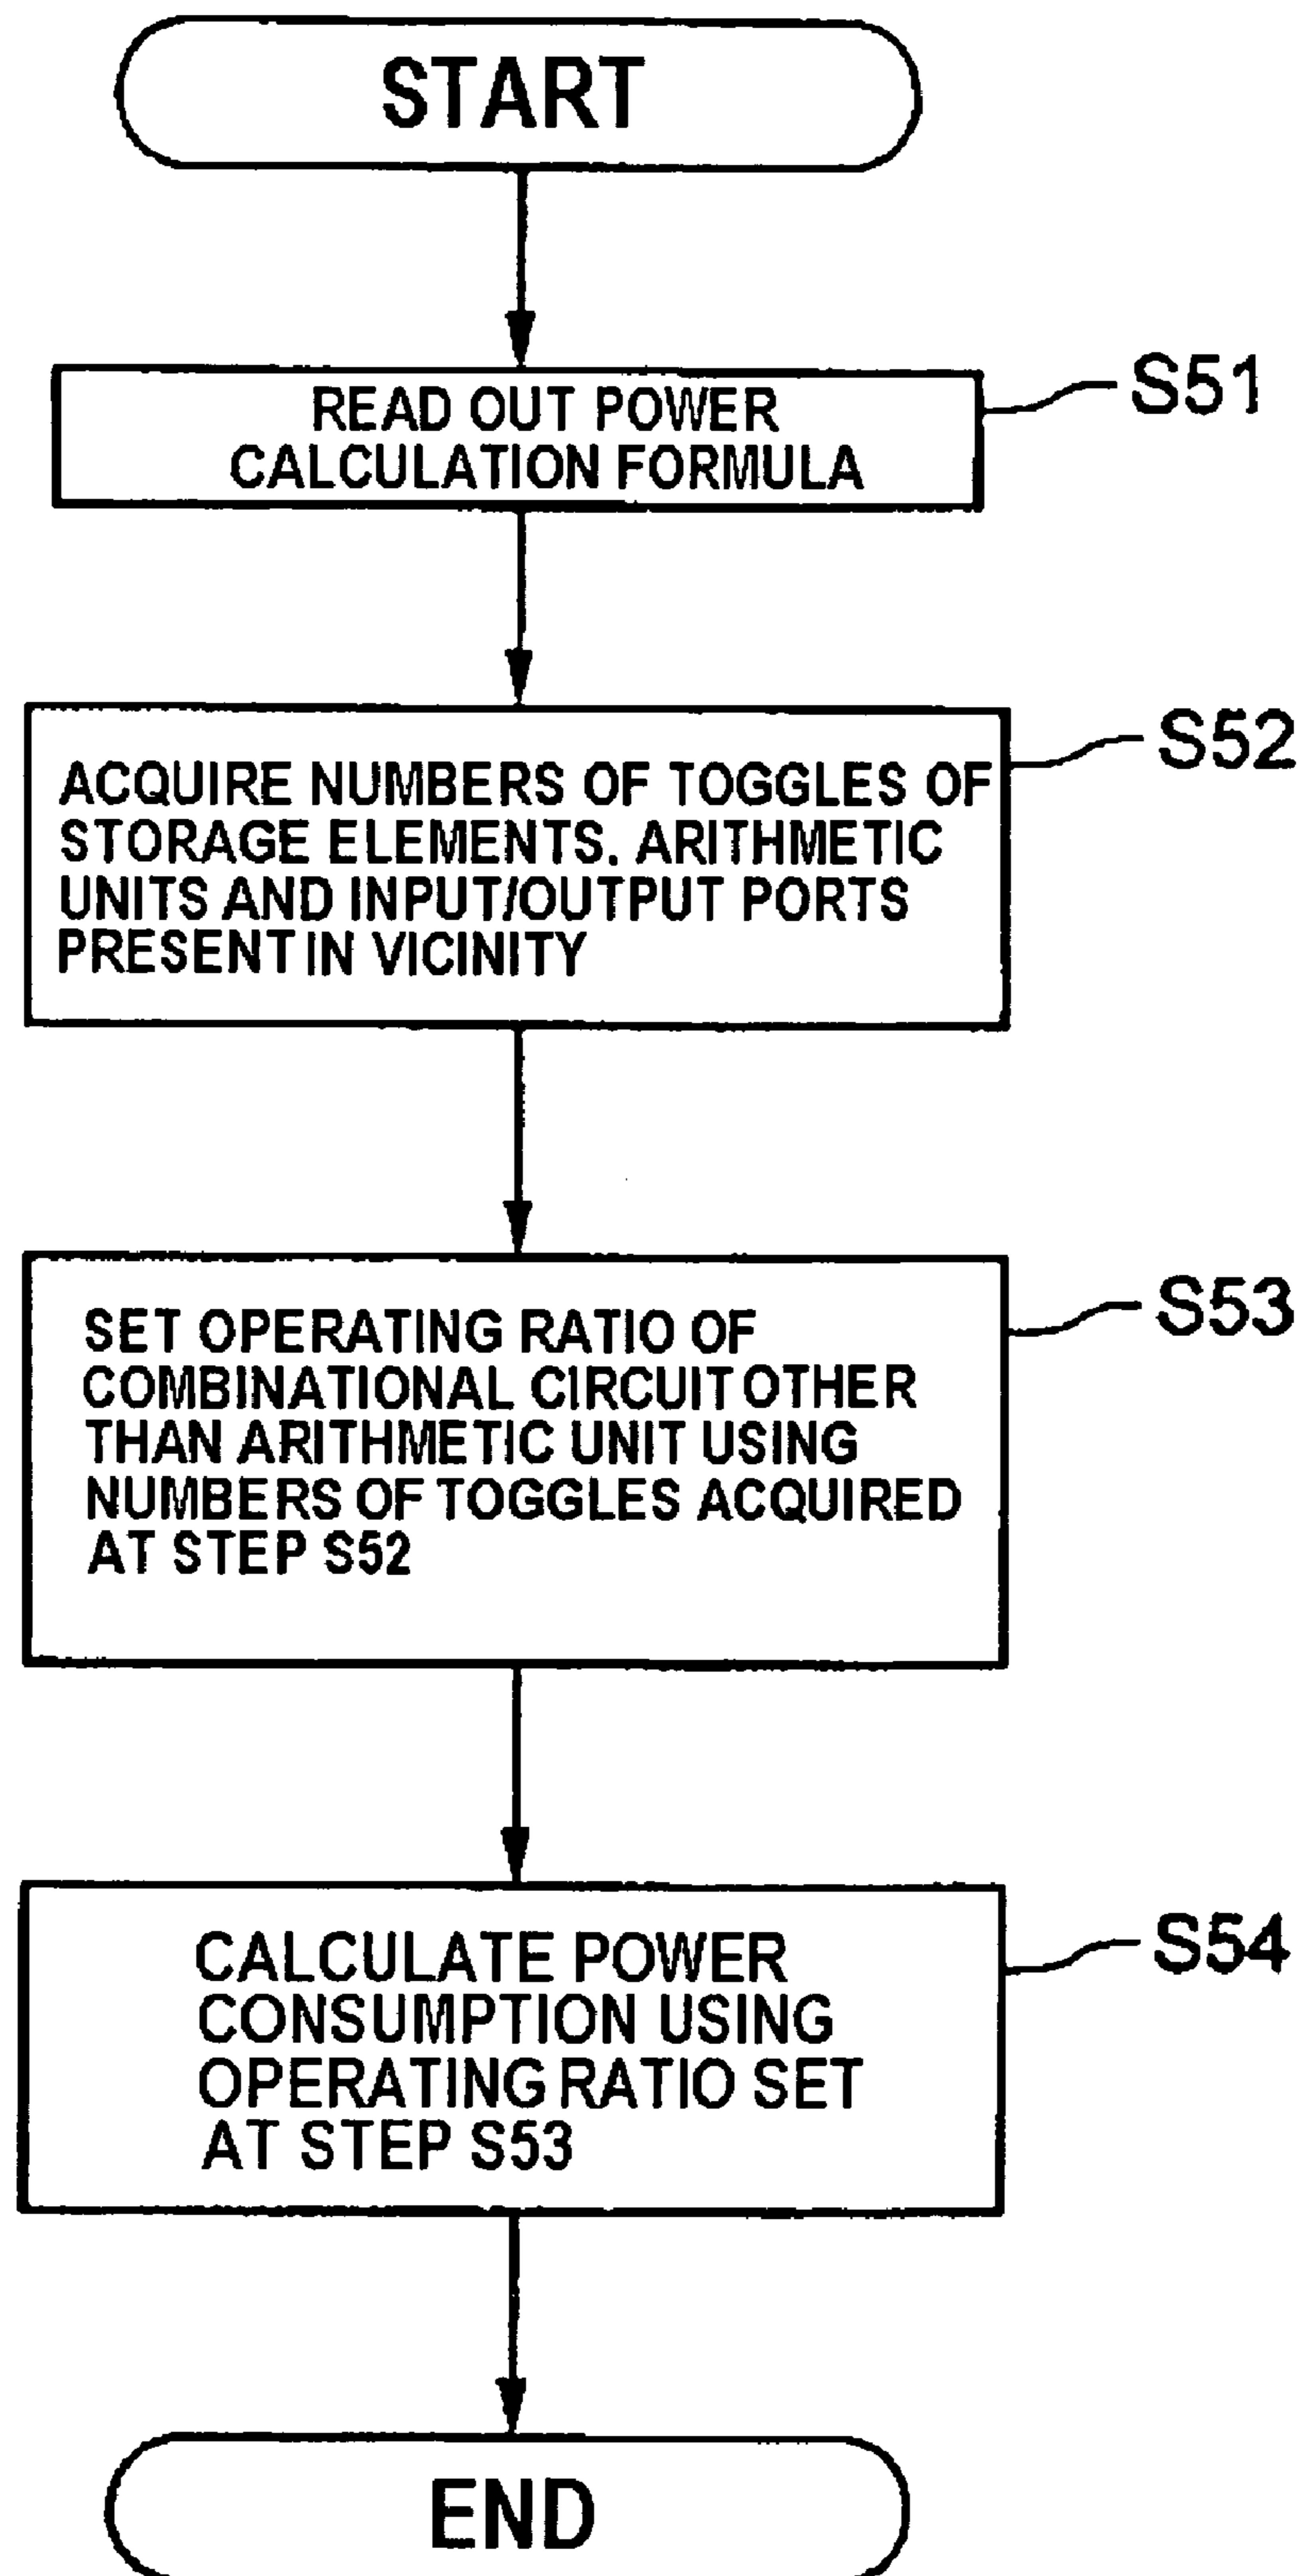 START
READ OUT POWER
CALCULATION FORMULA
S51
ACQUIRE NUMBERS OF TOGGLES OF
STORAGE ELEMENTS. ARITHMETIC
UNITS AND INPUT/OUTPUT PORTS
PRESENT IN VICINITY
S52
SET OPERATING RATIO OF
COMBINATIONAL CIRCUIT OTHER
THAN ARITHMETIC UNIT USING
NUMBERS OF TOGGLES ACQUIRED
AT STEP S52
S53
CALCULATE POWER
CONSUMPTION USING
OPERATING RATIO SET
AT STEP S53
S54
END